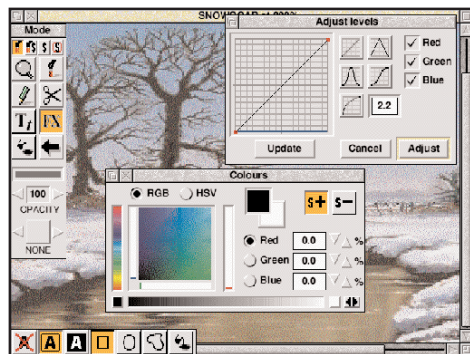 Mode
S S
T FX
100
OPACITY
NONE
Adjust levels
Red
Green
Blue
2.2
Update Cancel Adjust
Colours
RGB HSV
S+ S-
Red 0.0 %
Green 0.0 %
Blue 0.0 %
A A A